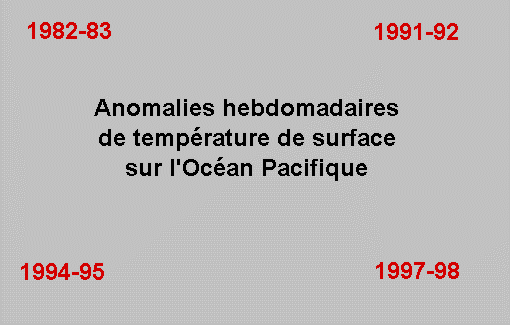 1982-83
1991-92
Anomalies hebdomadaires
de température de surface
sur l'Océan Pacifique
1994-95
1997-98